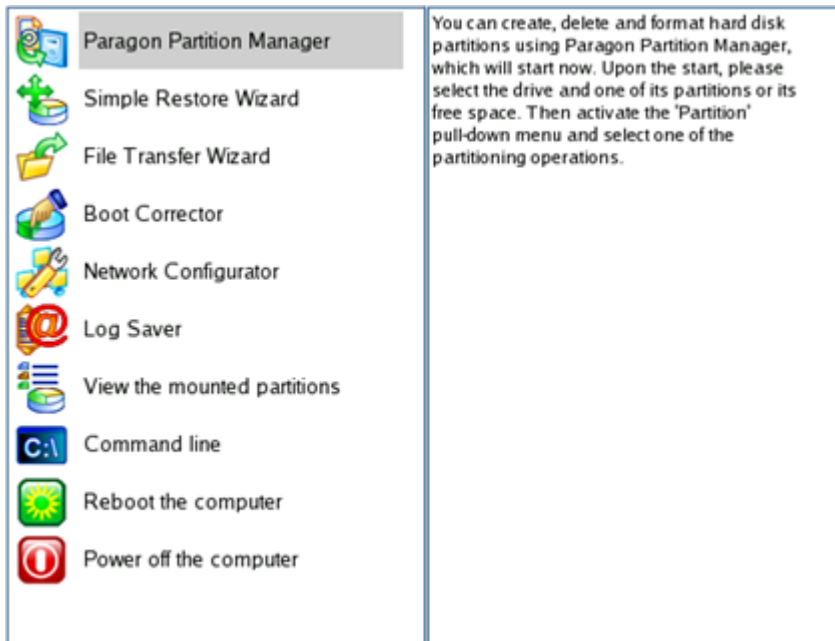 Paragon Partition Manager
Simple Restore Wizard
File Transfer Wizard
Boot Corrector
Network Configurator
@
Log Saver
View the mounted partitions
C:\
Command line
Reboot the computer
Power off the computer
You can create, delete and format hard disk
partitions using Paragon Partition Manager,
which will start now. Upon the start, please
select the drive and one of its partitions or its
free space. Then activate the 'Partition'
pull-down menu and select one of the
partitioning operations.